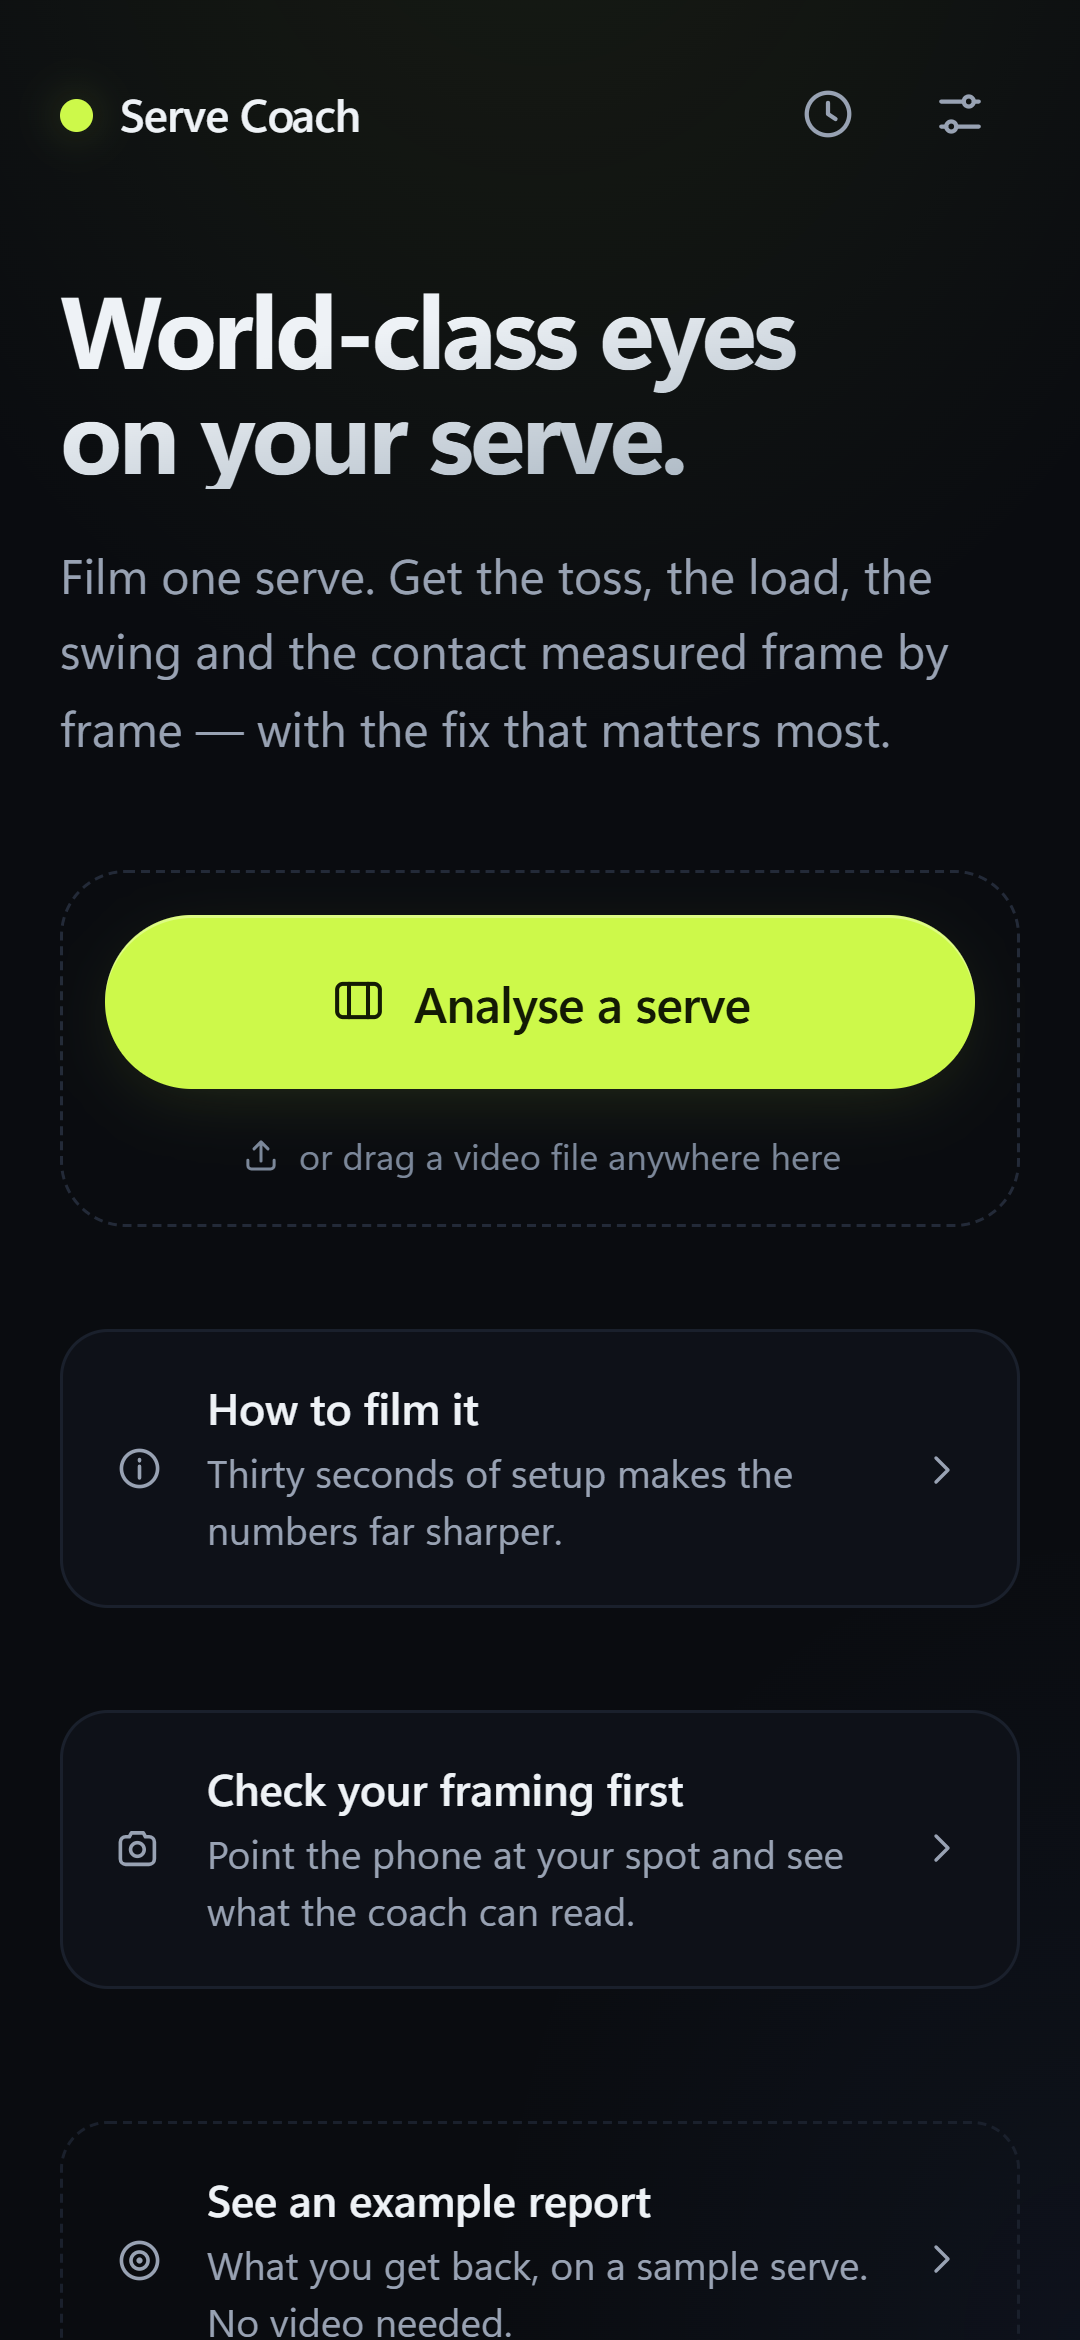 Serve Coach
World-class eyes
on your serve.
Film one serve. Get the toss, the load, the
swing and the contact measured frame by
frame — with the fix that matters most.
Analyse a serve
or drag a video file anywhere here
How to film it
Thirty seconds of setup makes the
numbers far sharper.
Check your framing first
Point the phone at your spot and see
what the coach can read.
See an example report
What you get back, on a sample serve.
No video needed.